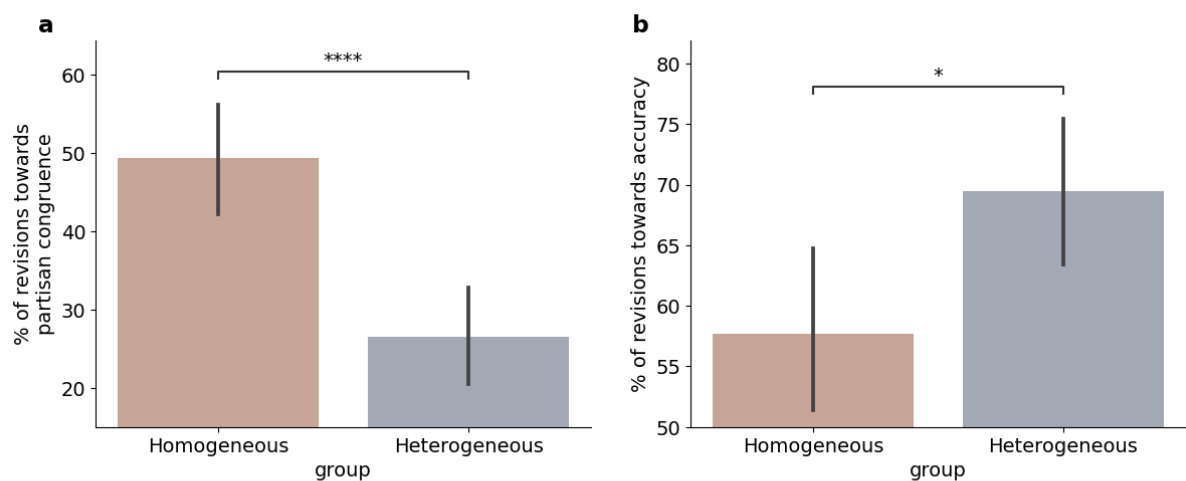 a
****
60
50
40
30
20
% of revisions towards
partisan congruence
Homogeneous
Heterogeneous
group
b
*
80
75
70
65
60
55
50
% of revisions towards accuracy
Homogeneous
Heterogeneous
group